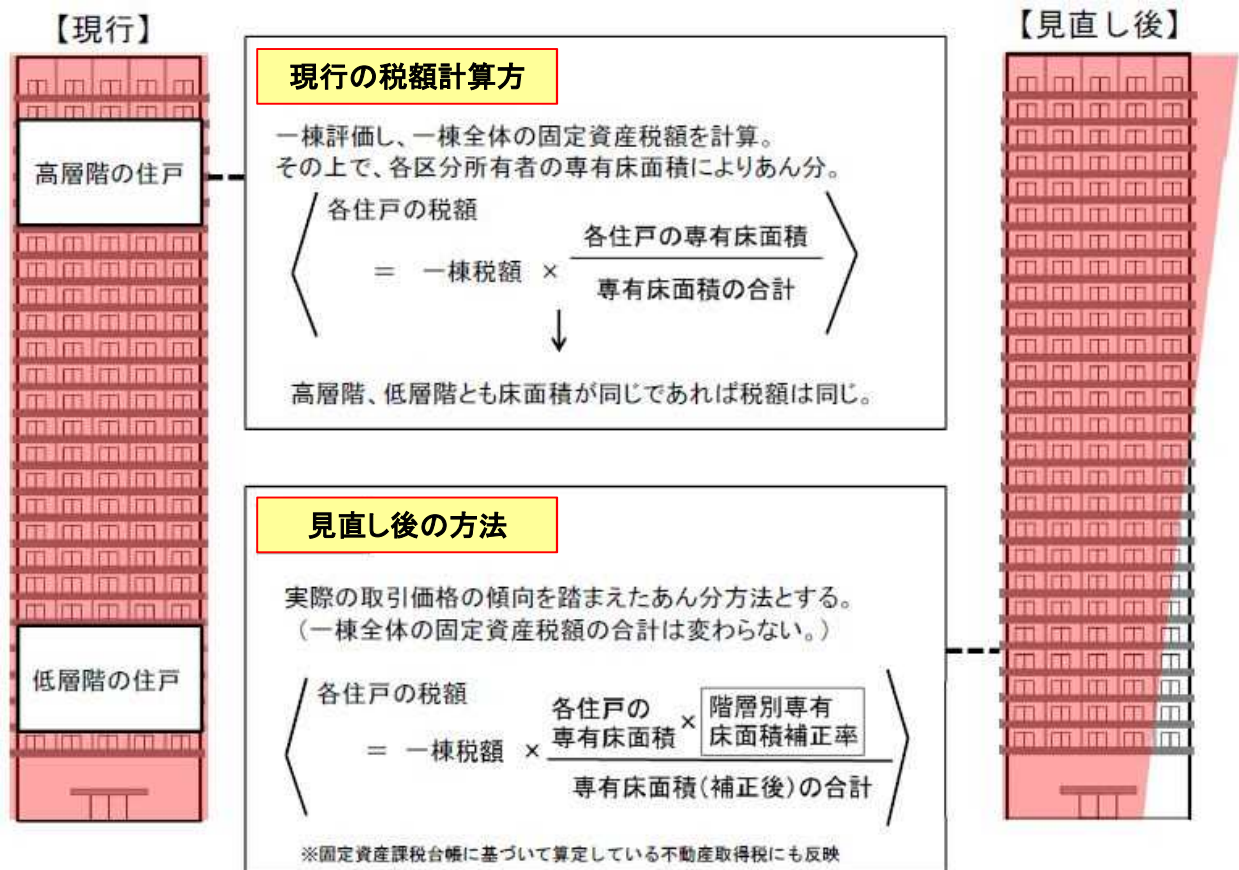 【現行】
高層階の住戸
低層階の住戸
現行の税額計算方
一棟評価し、一棟全体の固定資産税額を計算。
その上で、各区分所有者の専有床面積によりあん分。
各住戸の税額
＝ 一棟税額 × 各住戸の専有床面積
専有床面積の合計
↓
高層階、低層階とも床面積が同じであれば税額は同じ。
見直し後の方法
実際の取引価格の傾向を踏まえたあん分方法とする。
（一棟全体の固定資産税額の合計は変わらない。）
各住戸の税額
＝ 一棟税額 × 各住戸の専有床面積 × 階層別専有床面積補正率
専有床面積（補正後）の合計
※固定資産課税台帳に基づいて算定している不動産取得税にも反映
【見直し後】